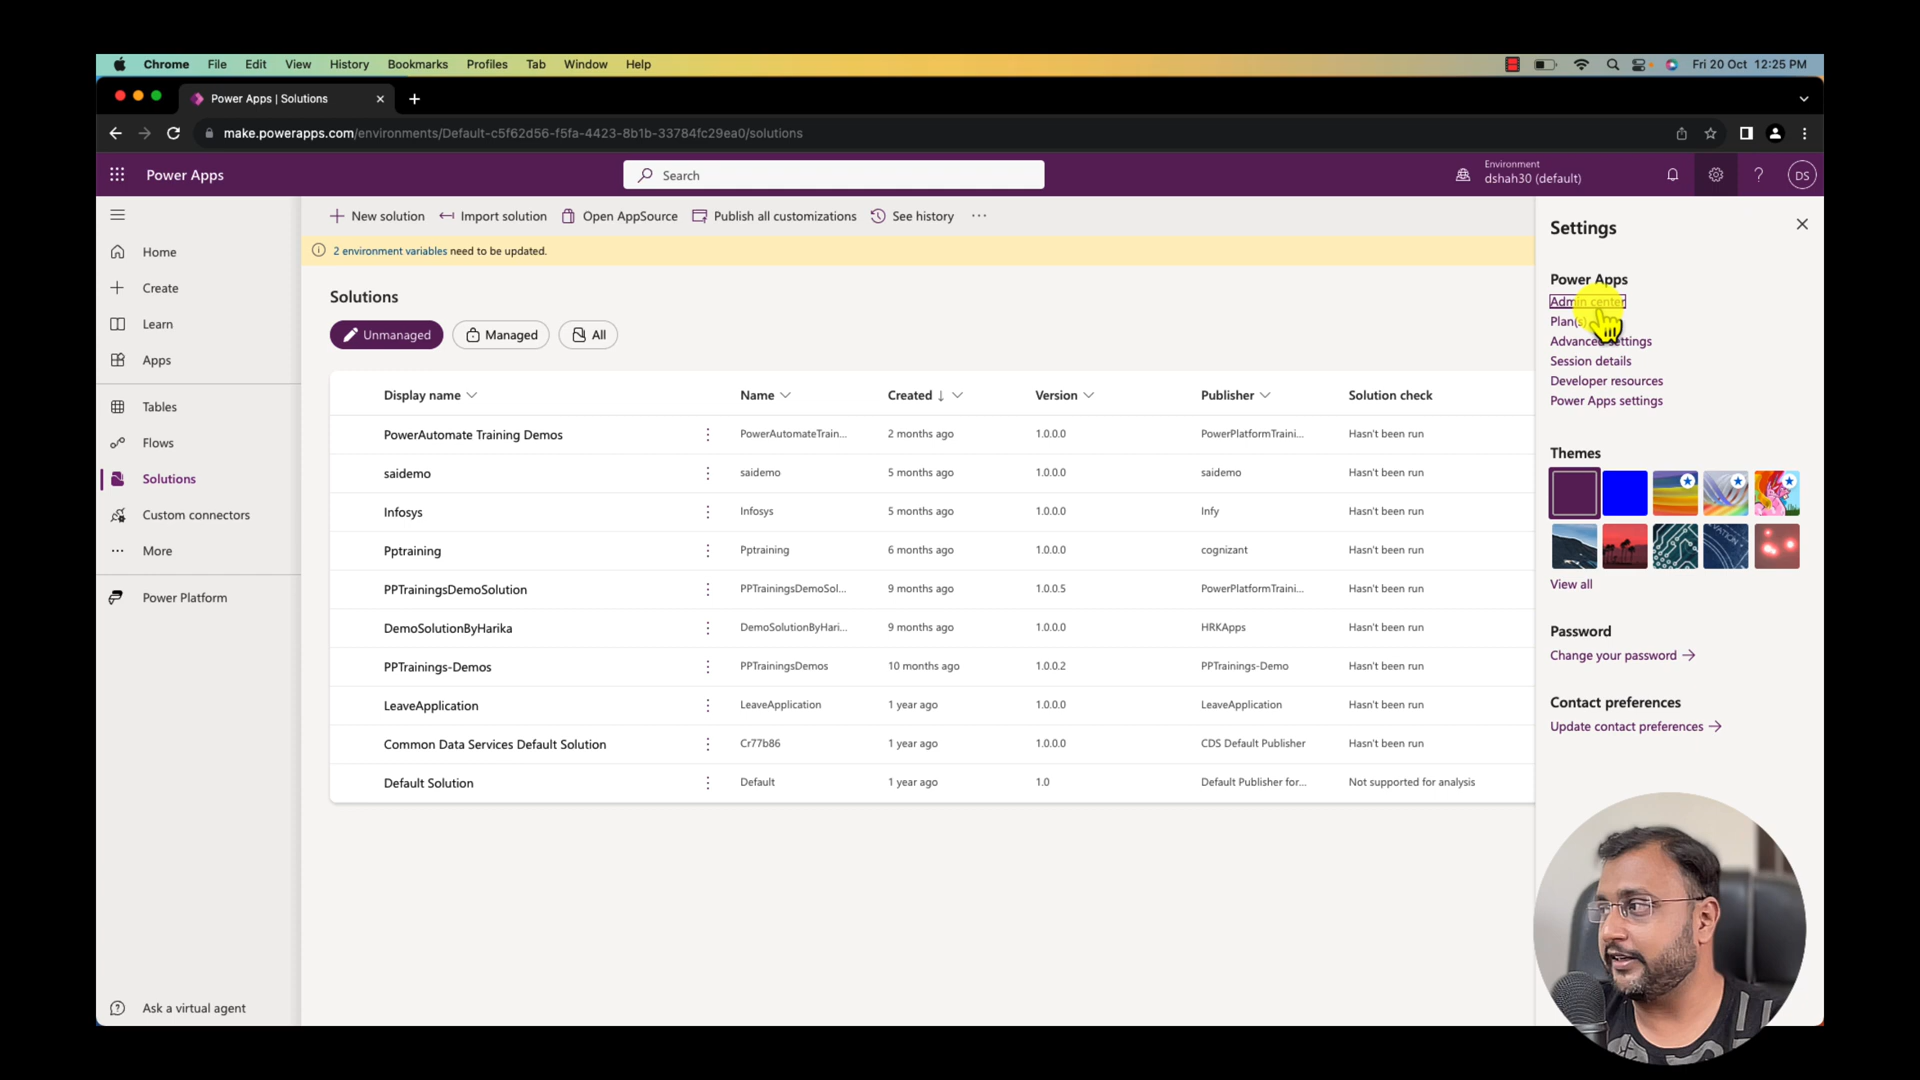 Chrome File Edit View History Bookmarks Profiles Tab Window Help Fri 20 Oct 12:25 PM
Power Apps | Solutions
make.powerapps.com/environments/Default-c5f62d56-f5fa-4423-8b1b-33784fc29ea0/solutions
Power Apps Search Environment
dshah30 (default) DS
New solution Import solution Open AppSource Publish all customizations See history
2 environment variables need to be updated.
Home
Create
Learn
Apps
Tables
Flows
Solutions
Custom connectors
More
Power Platform
Ask a virtual agent
Solutions
Unmanaged Managed All
Display name Name Created Version Publisher Solution check
PowerAutomate Training Demos PowerAutomateTrain... 2 months ago 1.0.0.0 PowerPlatformTraini... Hasn't been run
saidemo saidemo 5 months ago 1.0.0.0 saidemo Hasn't been run
Infosys Infosys 5 months ago 1.0.0.0 Infy Hasn't been run
Pptraining Pptraining 6 months ago 1.0.0.0 cognizant Hasn't been run
PPTrainingsDemoSolution PPTrainingsDemoSol... 9 months ago 1.0.0.5 PowerPlatformTraini... Hasn't been run
DemoSolutionByHarika DemoSolutionByHari... 9 months ago 1.0.0.0 HRKApps Hasn't been run
PPTrainings-Demos PPTrainingsDemos 10 months ago 1.0.0.2 PPTrainings-Demo Hasn't been run
LeaveApplication LeaveApplication 1 year ago 1.0.0.0 LeaveApplication Hasn't been run
Common Data Services Default Solution Cr77b86 1 year ago 1.0.0.0 CDS Default Publisher Hasn't been run
Default Solution Default 1 year ago 1.0 Default Publisher for... Not supported for analysis
Settings
Power Apps
Admin center
Plan(s)
Advanced settings
Session details
Developer resources
Power Apps settings
Themes
View all
Password
Change your password
Contact preferences
Update contact preferences